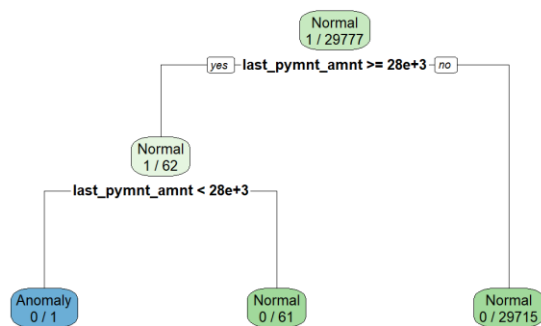 Normal
1 / 29777
yes last_pymnt_amnt >= 28e+3 no
Normal
1 / 62
last_pymnt_amnt < 28e+3
Anomaly
0 / 1
Normal
0 / 61
Normal
0 / 29715